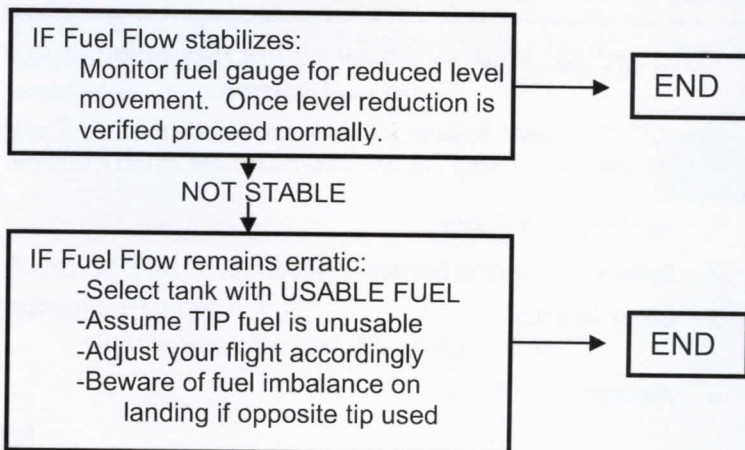 IF Fuel Flow stabilizes:
Monitor fuel gauge for reduced level
movement. Once level reduction is
verified proceed normally.
END
NOT STABLE
IF Fuel Flow remains erratic:
-Select tank with USABLE FUEL
-Assume TIP fuel is unusable
-Adjust your flight accordingly
-Beware of fuel imbalance on
landing if opposite tip used
END